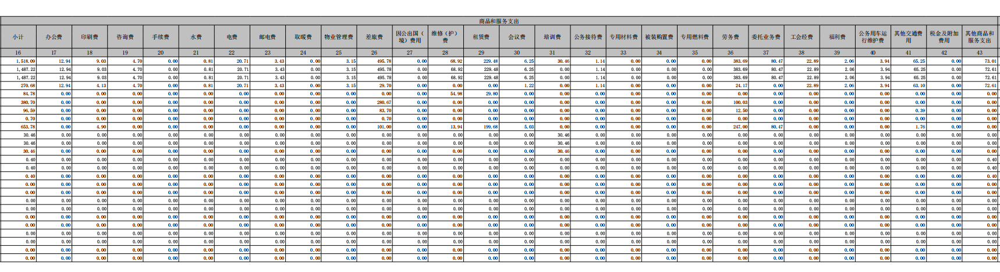 商品和服务支出
小计 办公费 印刷费 咨询费 手续费 水费 电费 邮电费 取暖费 物业管理费 差旅费 因公出国（境）费用 维修（护）费 租赁费 会议费 培训费 公务接待费 专用材料费 被装购置费 专用燃料费 劳务费 委托业务费 工会经费 福利费 公务用车运行维护费 其他交通费用 税金及附加费用 其他商品和服务支出
16 17 18 19 20 21 22 23 24 25 26 27 28 29 30 31 32 33 34 35 36 37 38 39 40 41 42 43
1,518.09 12.94 9.03 4.70 0.00 0.81 20.71 3.43 0.00 3.15 495.78 0.00 68.92 229.48 6.25 30.46 1.14 0.00 0.00 0.00 383.69 80.47 22.89 2.06 3.94 65.25 0.00 73.01
1,487.22 12.94 9.03 4.70 0.00 0.81 20.71 3.43 0.00 3.15 495.78 0.00 68.92 229.48 6.25 0.00 1.14 0.00 0.00 0.00 383.69 80.47 22.89 2.06 3.94 65.25 0.00 72.61
1,487.22 12.94 9.03 4.70 0.00 0.81 20.71 3.43 0.00 3.15 495.78 0.00 68.92 229.48 6.25 0.00 1.14 0.00 0.00 0.00 383.69 80.47 22.89 2.06 3.94 65.25 0.00 72.61
270.68 12.94 4.13 4.70 0.00 0.81 20.71 3.43 0.00 3.15 29.70 0.00 0.00 0.00 1.22 0.00 1.14 0.00 0.00 0.00 24.17 0.00 22.89 2.06 3.94 63.10 0.00 72.61
84.78 0.00 0.00 0.00 0.00 0.00 0.00 0.00 0.00 0.00 0.00 0.00 54.98 29.80 0.00 0.00 0.00 0.00 0.00 0.00 0.00 0.00 0.00 0.00 0.00 0.00 0.00 0.00
380.70 0.00 0.00 0.00 0.00 0.00 0.00 0.00 0.00 0.00 280.67 0.00 0.00 0.00 0.00 0.00 0.00 0.00 0.00 0.00 100.03 0.00 0.00 0.00 0.00 0.00 0.00 0.00
96.59 0.00 0.00 0.00 0.00 0.00 0.00 0.00 0.00 0.00 83.70 0.00 0.00 0.00 0.00 0.00 0.00 0.00 0.00 0.00 12.50 0.00 0.00 0.00 0.00 0.39 0.00 0.00
0.70 0.00 0.00 0.00 0.00 0.00 0.00 0.00 0.00 0.00 0.70 0.00 0.00 0.00 0.00 0.00 0.00 0.00 0.00 0.00 0.00 0.00 0.00 0.00 0.00 0.00 0.00 0.00
653.78 0.00 4.90 0.00 0.00 0.00 0.00 0.00 0.00 0.00 101.00 0.00 13.94 199.68 5.03 0.00 0.00 0.00 0.00 0.00 247.00 80.47 0.00 0.00 0.00 1.76 0.00 0.00
30.46 0.00 0.00 0.00 0.00 0.00 0.00 0.00 0.00 0.00 0.00 0.00 0.00 0.00 0.00 30.46 0.00 0.00 0.00 0.00 0.00 0.00 0.00 0.00 0.00 0.00 0.00 0.00
30.46 0.00 0.00 0.00 0.00 0.00 0.00 0.00 0.00 0.00 0.00 0.00 0.00 0.00 0.00 30.46 0.00 0.00 0.00 0.00 0.00 0.00 0.00 0.00 0.00 0.00 0.00 0.00
30.46 0.00 0.00 0.00 0.00 0.00 0.00 0.00 0.00 0.00 0.00 0.00 0.00 0.00 0.00 30.46 0.00 0.00 0.00 0.00 0.00 0.00 0.00 0.00 0.00 0.00 0.00 0.00
0.40 0.00 0.00 0.00 0.00 0.00 0.00 0.00 0.00 0.00 0.00 0.00 0.00 0.00 0.00 0.00 0.00 0.00 0.00 0.00 0.00 0.00 0.00 0.00 0.00 0.00 0.00 0.40
0.40 0.00 0.00 0.00 0.00 0.00 0.00 0.00 0.00 0.00 0.00 0.00 0.00 0.00 0.00 0.00 0.00 0.00 0.00 0.00 0.00 0.00 0.00 0.00 0.00 0.00 0.00 0.40
0.40 0.00 0.00 0.00 0.00 0.00 0.00 0.00 0.00 0.00 0.00 0.00 0.00 0.00 0.00 0.00 0.00 0.00 0.00 0.00 0.00 0.00 0.00 0.00 0.00 0.00 0.00 0.40
0.00 0.00 0.00 0.00 0.00 0.00 0.00 0.00 0.00 0.00 0.00 0.00 0.00 0.00 0.00 0.00 0.00 0.00 0.00 0.00 0.00 0.00 0.00 0.00 0.00 0.00 0.00 0.00
0.00 0.00 0.00 0.00 0.00 0.00 0.00 0.00 0.00 0.00 0.00 0.00 0.00 0.00 0.00 0.00 0.00 0.00 0.00 0.00 0.00 0.00 0.00 0.00 0.00 0.00 0.00 0.00
0.00 0.00 0.00 0.00 0.00 0.00 0.00 0.00 0.00 0.00 0.00 0.00 0.00 0.00 0.00 0.00 0.00 0.00 0.00 0.00 0.00 0.00 0.00 0.00 0.00 0.00 0.00 0.00
0.00 0.00 0.00 0.00 0.00 0.00 0.00 0.00 0.00 0.00 0.00 0.00 0.00 0.00 0.00 0.00 0.00 0.00 0.00 0.00 0.00 0.00 0.00 0.00 0.00 0.00 0.00 0.00
0.00 0.00 0.00 0.00 0.00 0.00 0.00 0.00 0.00 0.00 0.00 0.00 0.00 0.00 0.00 0.00 0.00 0.00 0.00 0.00 0.00 0.00 0.00 0.00 0.00 0.00 0.00 0.00
0.00 0.00 0.00 0.00 0.00 0.00 0.00 0.00 0.00 0.00 0.00 0.00 0.00 0.00 0.00 0.00 0.00 0.00 0.00 0.00 0.00 0.00 0.00 0.00 0.00 0.00 0.00 0.00
0.00 0.00 0.00 0.00 0.00 0.00 0.00 0.00 0.00 0.00 0.00 0.00 0.00 0.00 0.00 0.00 0.00 0.00 0.00 0.00 0.00 0.00 0.00 0.00 0.00 0.00 0.00 0.00
0.00 0.00 0.00 0.00 0.00 0.00 0.00 0.00 0.00 0.00 0.00 0.00 0.00 0.00 0.00 0.00 0.00 0.00 0.00 0.00 0.00 0.00 0.00 0.00 0.00 0.00 0.00 0.00
0.00 0.00 0.00 0.00 0.00 0.00 0.00 0.00 0.00 0.00 0.00 0.00 0.00 0.00 0.00 0.00 0.00 0.00 0.00 0.00 0.00 0.00 0.00 0.00 0.00 0.00 0.00 0.00
0.00 0.00 0.00 0.00 0.00 0.00 0.00 0.00 0.00 0.00 0.00 0.00 0.00 0.00 0.00 0.00 0.00 0.00 0.00 0.00 0.00 0.00 0.00 0.00 0.00 0.00 0.00 0.00